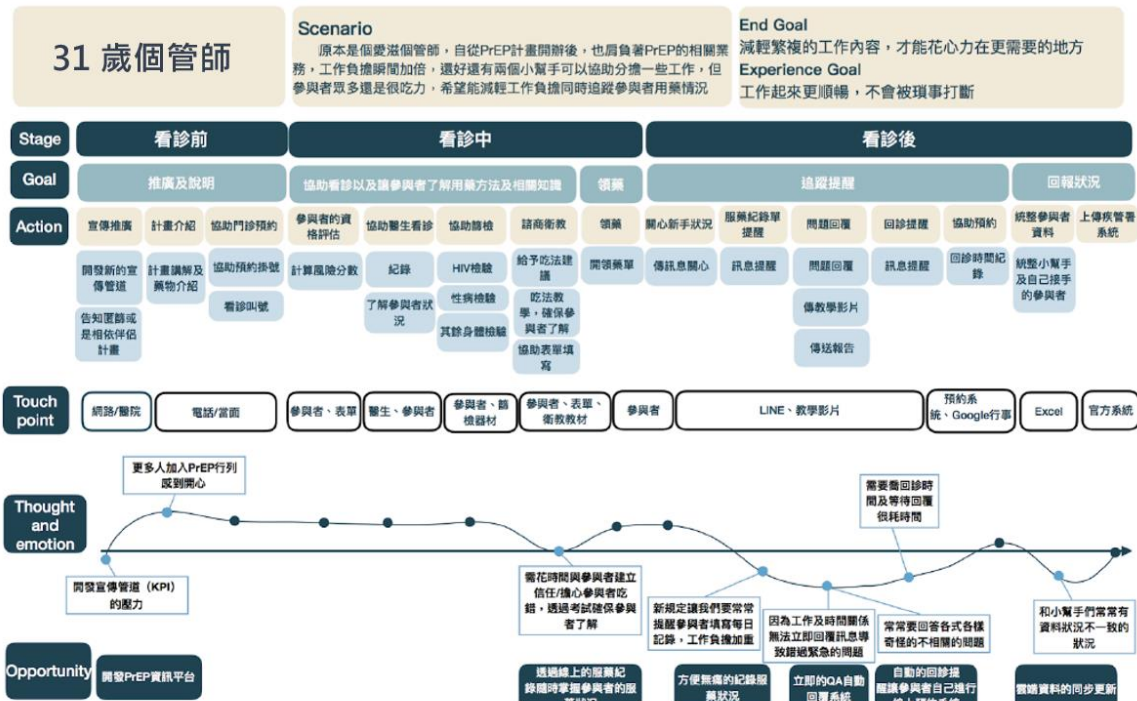 31 歲個管師
Scenario
原本是個愛滋個管師，自從PrEP計畫開辦後，也肩負著PrEP的相關業
務，工作負擔瞬間加倍，還好還有兩個小幫手可以協助分擔一些工作，但
參與者眾多還是很吃力，希望能減輕工作負擔同時追蹤參與者用藥情況
End Goal
減輕繁複的工作內容，才能花心力在更需要的地方
Experience Goal
工作起來更順暢，不會被瑣事打斷
Stage
看診前
看診中
看診後
Goal
推廣及說明
協助看診以及讓參與者了解用藥方法及相關知識
領藥
追蹤提醒
回報狀況
Action
宣傳推廣
計畫介紹
協助門診預約
參與者的資
格評估
協助醫生看診
協助篩檢
諮商衛教
領藥
關心新手狀況
服藥紀錄單
提醒
問題回覆
回診提醒
協助預約
統整參與者
資料
上傳疾管署
系統
開發新的宣
傳管道
告知匿篩或
是相依伴侶
計畫
計畫講解及
藥物介紹
協助預約掛號
看診叫號
計算風險分數
紀錄
了解參與者狀
況
HIV檢驗
性病檢驗
其餘身體檢驗
給予吃法建
議
吃法教
學，確保參
與者了解
協助表單填
寫
開領藥單
傳訊息關心
訊息提醒
問題回覆
傳教學影片
傳送報告
訊息提醒
回診時間紀
錄
統整小幫手
及自己接手
的參與者
Touch
point
網路/醫院
電話/當面
參與者、表單
醫生、參與者
參與者、篩
檢器材
參與者、表單、
衛教教材
參與者
LINE、教學影片
預約系
統、Google行事
Excel
官方系統
Thought
and
emotion
更多人加入PrEP行列
感到開心
開發宣傳管道（KPI）
的壓力
需花時間與參與者建立
信任/擔心參與者吃
錯，透過考試確保參與
者了解
新規定讓我們要常常
提醒參與者填寫每日
記錄，工作負擔加重
因為工作及時間關係
無法立即回覆訊息導
致錯過緊急的問題
需要喬回診時
間及等待回覆
很耗時間
常常要回答各式各樣
奇怪的不相關的問題
和小幫手們常常有
資料狀況不一致的
狀況
Opportunity
開發PrEP資訊平台
透過線上的服藥紀
錄隨時掌握參與者的服
方便無痛的紀錄服
藥狀況
立即的QA自動
回覆系統
自動的回診提
醒讓參與者自己進行
雲端資料的同步更新